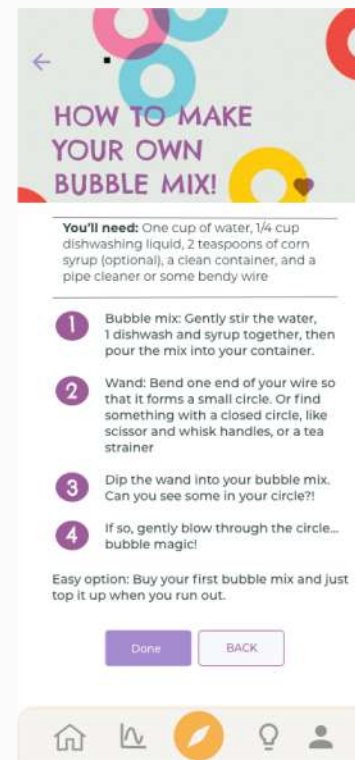 HOW TO MAKE
YOUR OWN
BUBBLE MIX!
You'll need: One cup of water, 1/4 cup
dishwashing liquid, 2 teaspoons of corn
syrup (optional), a clean container, and a
pipe cleaner or some bendy wire
1 Bubble mix: Gently stir the water,
1 dishwash and syrup together, then
pour the mix into your container.
2 Wand: Bend one end of your wire so
that it forms a small circle. Or find
something with a closed circle, like
scissor and whisk handles, or a tea
strainer
3 Dip the wand into your bubble mix.
Can you see some in your circle?!
4 If so, gently blow through the circle...
bubble magic!
Easy option: Buy your first bubble mix and just
top it up when you run out.
Done BACK